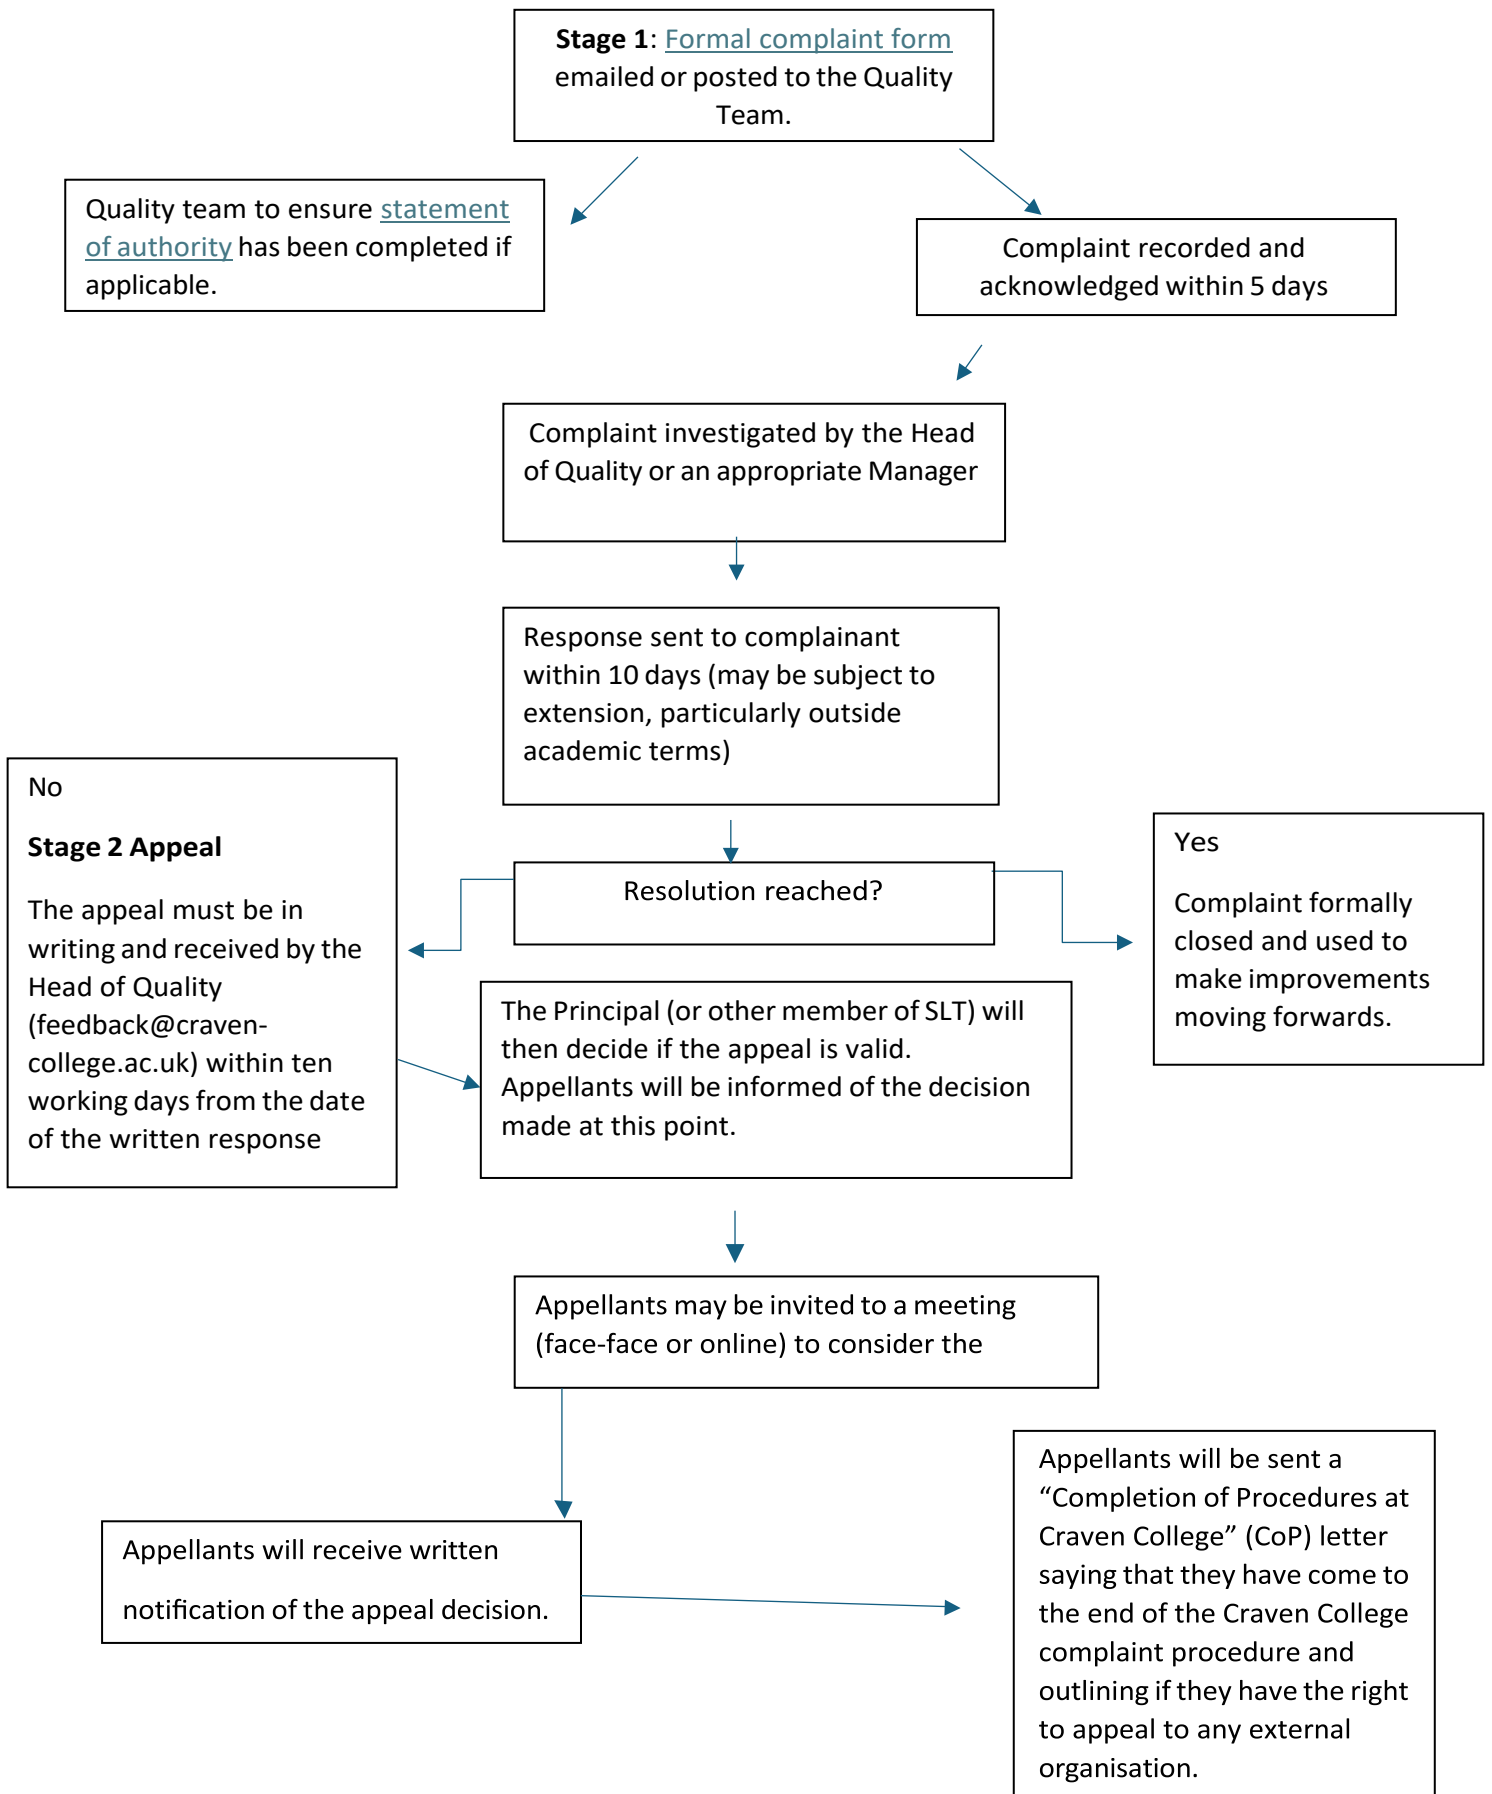 Stage 1: Formal complaint form
emailed or posted to the Quality
Team.
Quality team to ensure statement
of authority has been completed if
applicable.
Complaint recorded and
acknowledged within 5 days
Complaint investigated by the Head
of Quality or an appropriate Manager
Response sent to complainant
within 10 days (may be subject to
extension, particularly outside
academic terms)
Resolution reached?
No
Stage 2 Appeal
The appeal must be in
writing and received by the
Head of Quality
(feedback@craven-
college.ac.uk) within ten
working days from the date
of the written response
Yes
Complaint formally
closed and used to
make improvements
moving forwards.
The Principal (or other member of SLT) will
then decide if the appeal is valid.
Appellants will be informed of the decision
made at this point.
Appellants may be invited to a meeting
(face-face or online) to consider the
Appellants will receive written
notification of the appeal decision.
Appellants will be sent a
“Completion of Procedures at
Craven College” (CoP) letter
saying that they have come to
the end of the Craven College
complaint procedure and
outlining if they have the right
to appeal to any external
organisation.